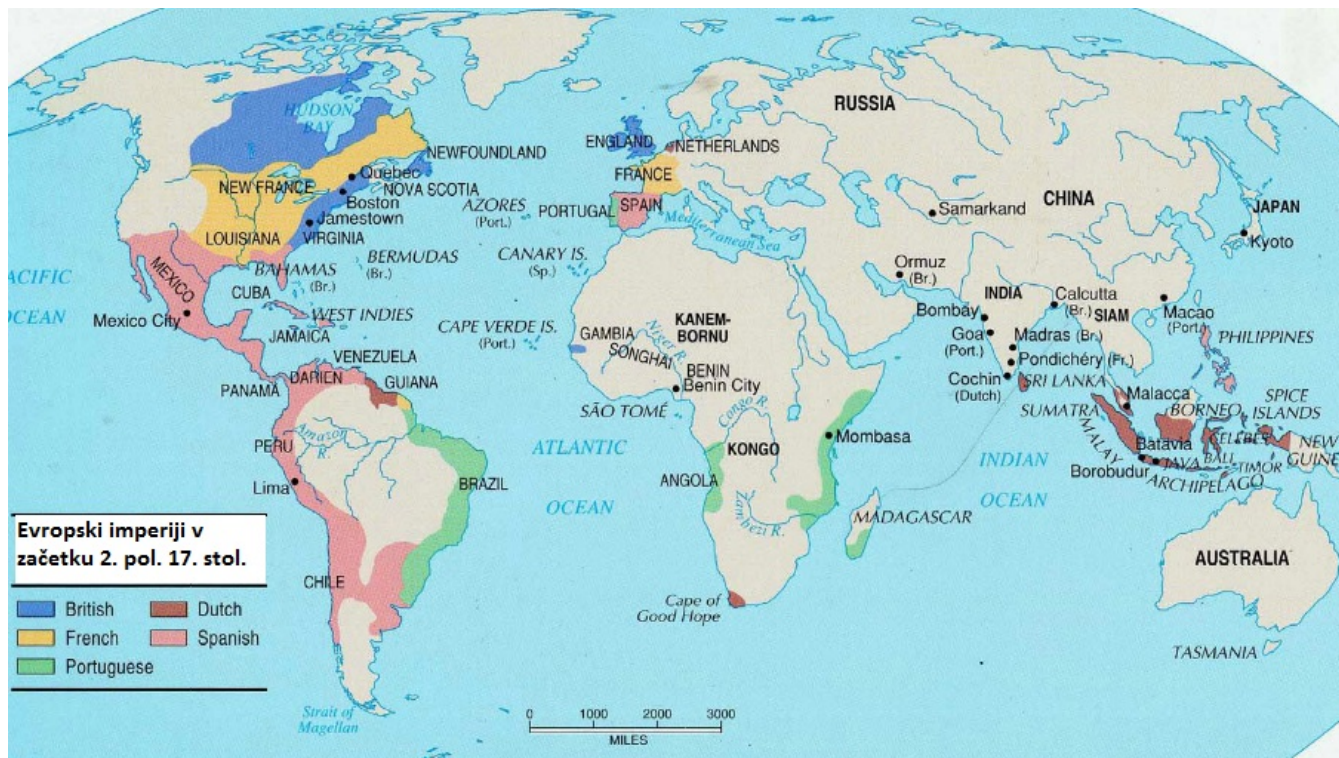 HUDSON
BAY
NEWFOUNDLAND
NEW FRANCE
Quebec
NOVA SCOTIA
Boston
Jamestown
LOUISIANA
VIRGINIA
AZORES
(Port.)
BERMUDAS
(Br.)
BAHAMAS
(Br.)
MEXICO
CUBA
Mexico City
WEST INDIES
JAMAICA
ACIFIC
OCEAN
ENGLAND
NETHERLANDS
FRANCE
PORTUGAL
SPAIN
Mediterranean Sea
CANARY IS.
(Sp.)
CAPE VERDE IS.
(Port.)
RUSSIA
CHINA
Samarkand
JAPAN
Kyoto
Ormuz
(Br.)
INDIA
Calcutta
(Br.)
SIAM
Macao
(Port.)
Bombay
Goa
(Port.)
Madras (Br.)
Pondichéry (Fr.)
Cochin
(Dutch)
SRI LANKA
PHILIPPINES
Malacca
SUMATRA
BORNEO
SPICE
ISLANDS
MALAY
ARCHIPELAGO
CELEBES
NEW
GUINE
Batavia
JAVA
BALI
TIMOR
Borobudur
GAMBIA
KANEM-
BORNU
Niger R.
SONGHAI
BENIN
Benin City
SÃO TOMÉ
Congo R.
KONGO
Mombasa
ANGOLA
Zambezi R.
MADAGASCAR
Cape of
Good Hope
VENEZUELA
PANAMA
DARIEN
GUIANA
Amazon
R.
PERU
Lima
BRAZIL
CHILE
ATLANTIC
OCEAN
INDIAN
OCEAN
AUSTRALIA
TASMANIA
Strait of
Magellan
Evropski imperiji v
začetku 2. pol. 17. stol.
British
Dutch
French
Spanish
Portuguese
0 1000 2000 3000
MILES